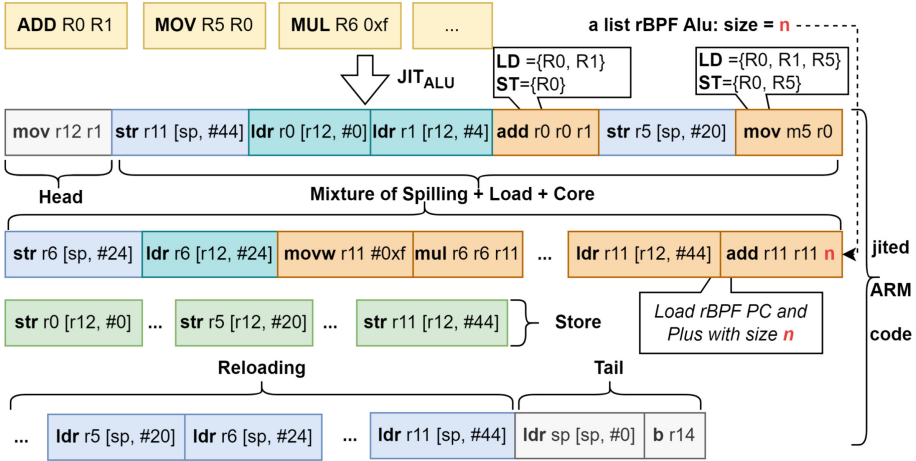 ADD R0 R1
MOV R5 R0
MUL R6 0xf
...
a list rBPF Alu: size = n
JIT_ALU
LD ={R0, R1}
ST={R0}
LD ={R0, R1, R5}
ST={R0, R5}
mov r12 r1
str r11 [sp, #44]
ldr r0 [r12, #0]
ldr r1 [r12, #4]
add r0 r0 r1
str r5 [sp, #20]
mov m5 r0
Head
Mixture of Spilling + Load + Core
str r6 [sp, #24]
ldr r6 [r12, #24]
movw r11 #0xf
mul r6 r6 r11
...
ldr r11 [r12, #44]
add r11 r11 n
jited
ARM
code
str r0 [r12, #0]
...
str r5 [r12, #20]
...
str r11 [r12, #44]
Store
Load rBPF PC and
Plus with size n
Reloading
Tail
...
ldr r5 [sp, #20]
ldr r6 [sp, #24]
...
ldr r11 [sp, #44]
ldr sp [sp, #0]
b r14